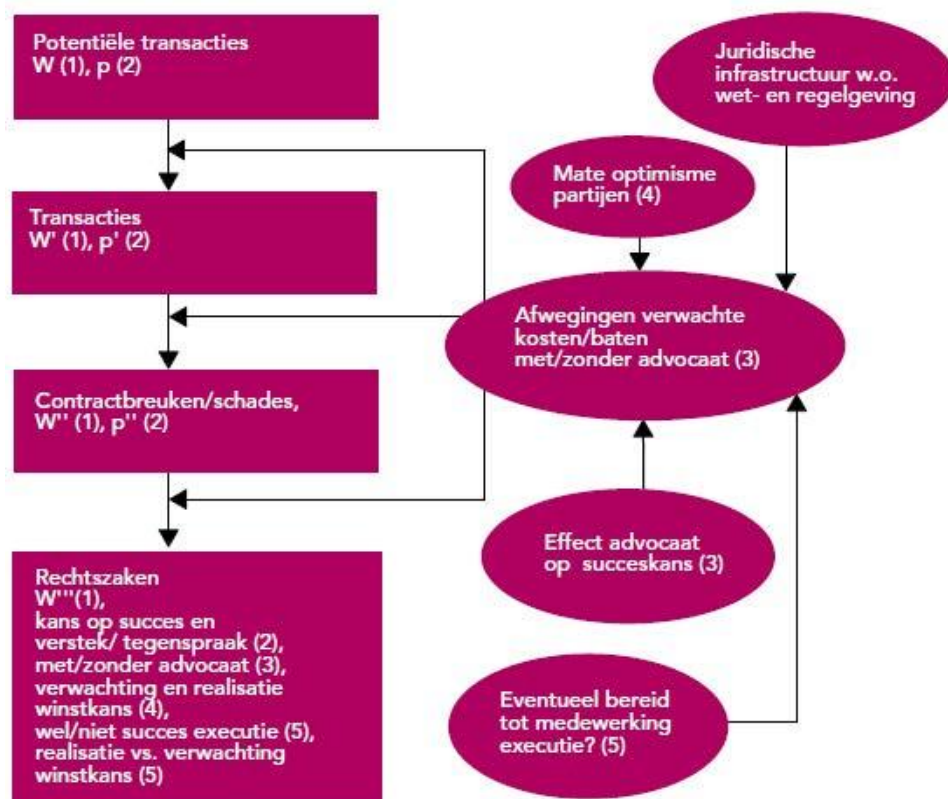 Potentiële transacties
W (1), p (2)
Juridische
infrastructuur w.o.
wet- en regelgeving
Mate optimisme
partijen (4)
Transacties
W' (1), p' (2)
Afwegingen verwachte
kosten/baten
met/zonder advocaat (3)
Contractbreuken/schades,
W'' (1), p'' (2)
Effect advocaat
op succeskans (3)
Rechtszaken
W'''(1),
kans op succes en
verstek/ tegenspraak (2),
met/zonder advocaat (3),
verwachting en realisatie
winstkans (4),
wel/niet succes executie (5),
realisatie vs. verwachting
winstkans (5)
Eventueel bereid
tot medewerking
executie? (5)